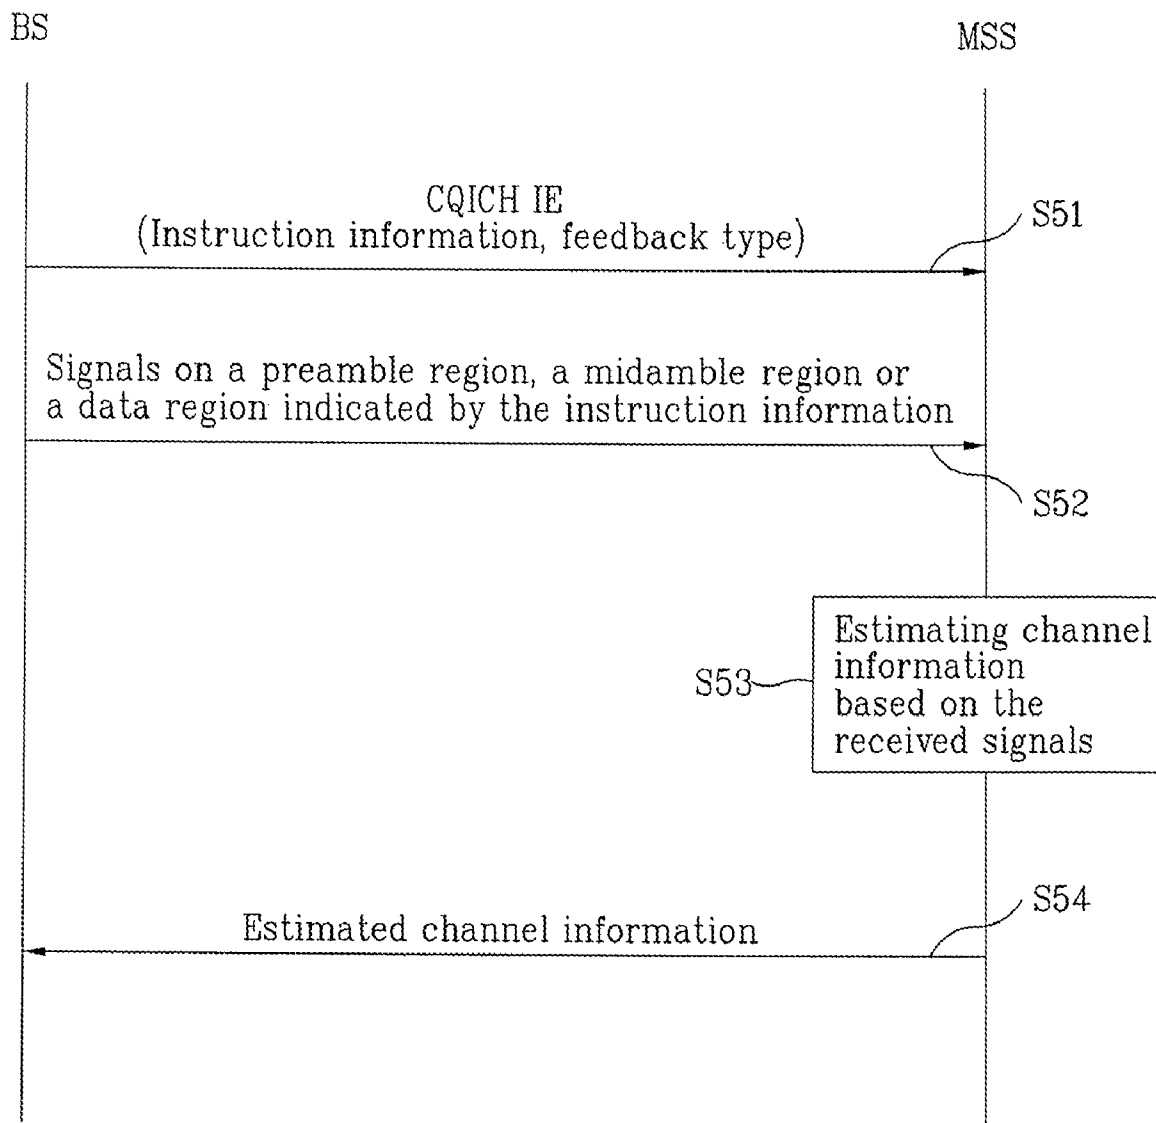 BS
MSS
CQICH IE
(Instruction information, feedback type)
S51
Signals on a preamble region, a midamble region or
a data region indicated by the instruction information
S52
Estimating channel
information
based on the
received signals
S53
S54
Estimated channel information